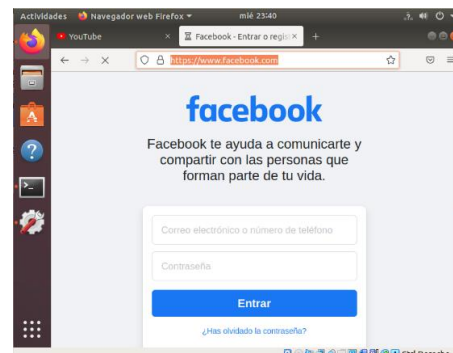 Actividades Navegador web Firefox mié 23:40
YouTube × Facebook - Entrar o regis × +
https://www.facebook.com
facebook
Facebook te ayuda a comunicarte y
compartir con las personas que
forman parte de tu vida.
Correo electrónico o número de teléfono
Contraseña
Entrar
¿Has olvidado la contraseña?
Ctrl Derecho